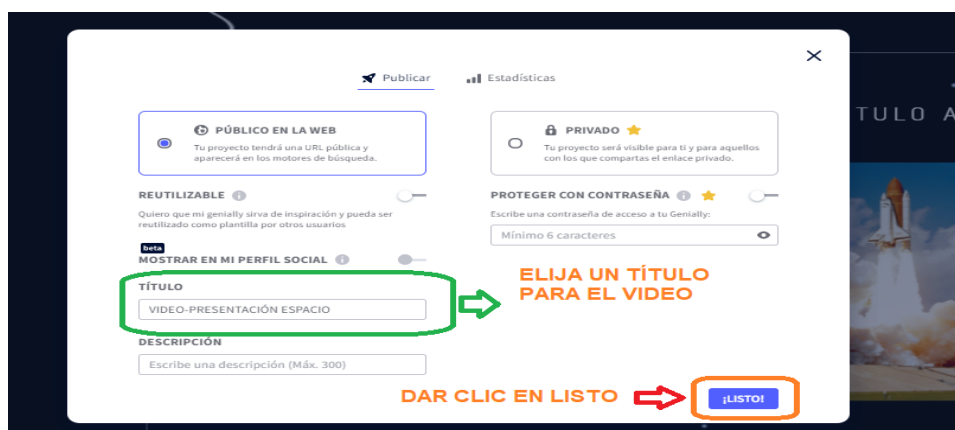 Publicar
Estadísticas
TULO A
PÚBLICO EN LA WEB
Tu proyecto tendrá una URL pública y
aparecerá en los motores de búsqueda.
PRIVADO
Tu proyecto será visible para ti y para aquellos
con los que compartas el enlace privado.
REUTILIZABLE
Quiero que mi genially sirva de inspiración y pueda ser
reutilizado como plantilla por otros usuarios
PROTEGER CON CONTRASEÑA
Escribe una contraseña de acceso a tu Genially:
Mínimo 6 caracteres
beta
MOSTRAR EN MI PERFIL SOCIAL
TÍTULO
VIDEO-PRESENTACIÓN ESPACIO
ELIJA UN TÍTULO
PARA EL VIDEO
DESCRIPCIÓN
Escribe una descripción (Máx. 300)
DAR CLIC EN LISTO
¡LISTO!